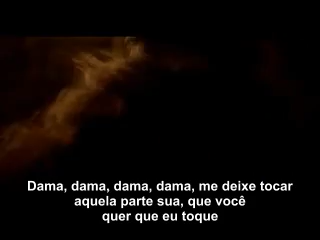 Dama, dama, dama, dama, me deixe tocar
aquela parte sua, que você
quer que eu toque